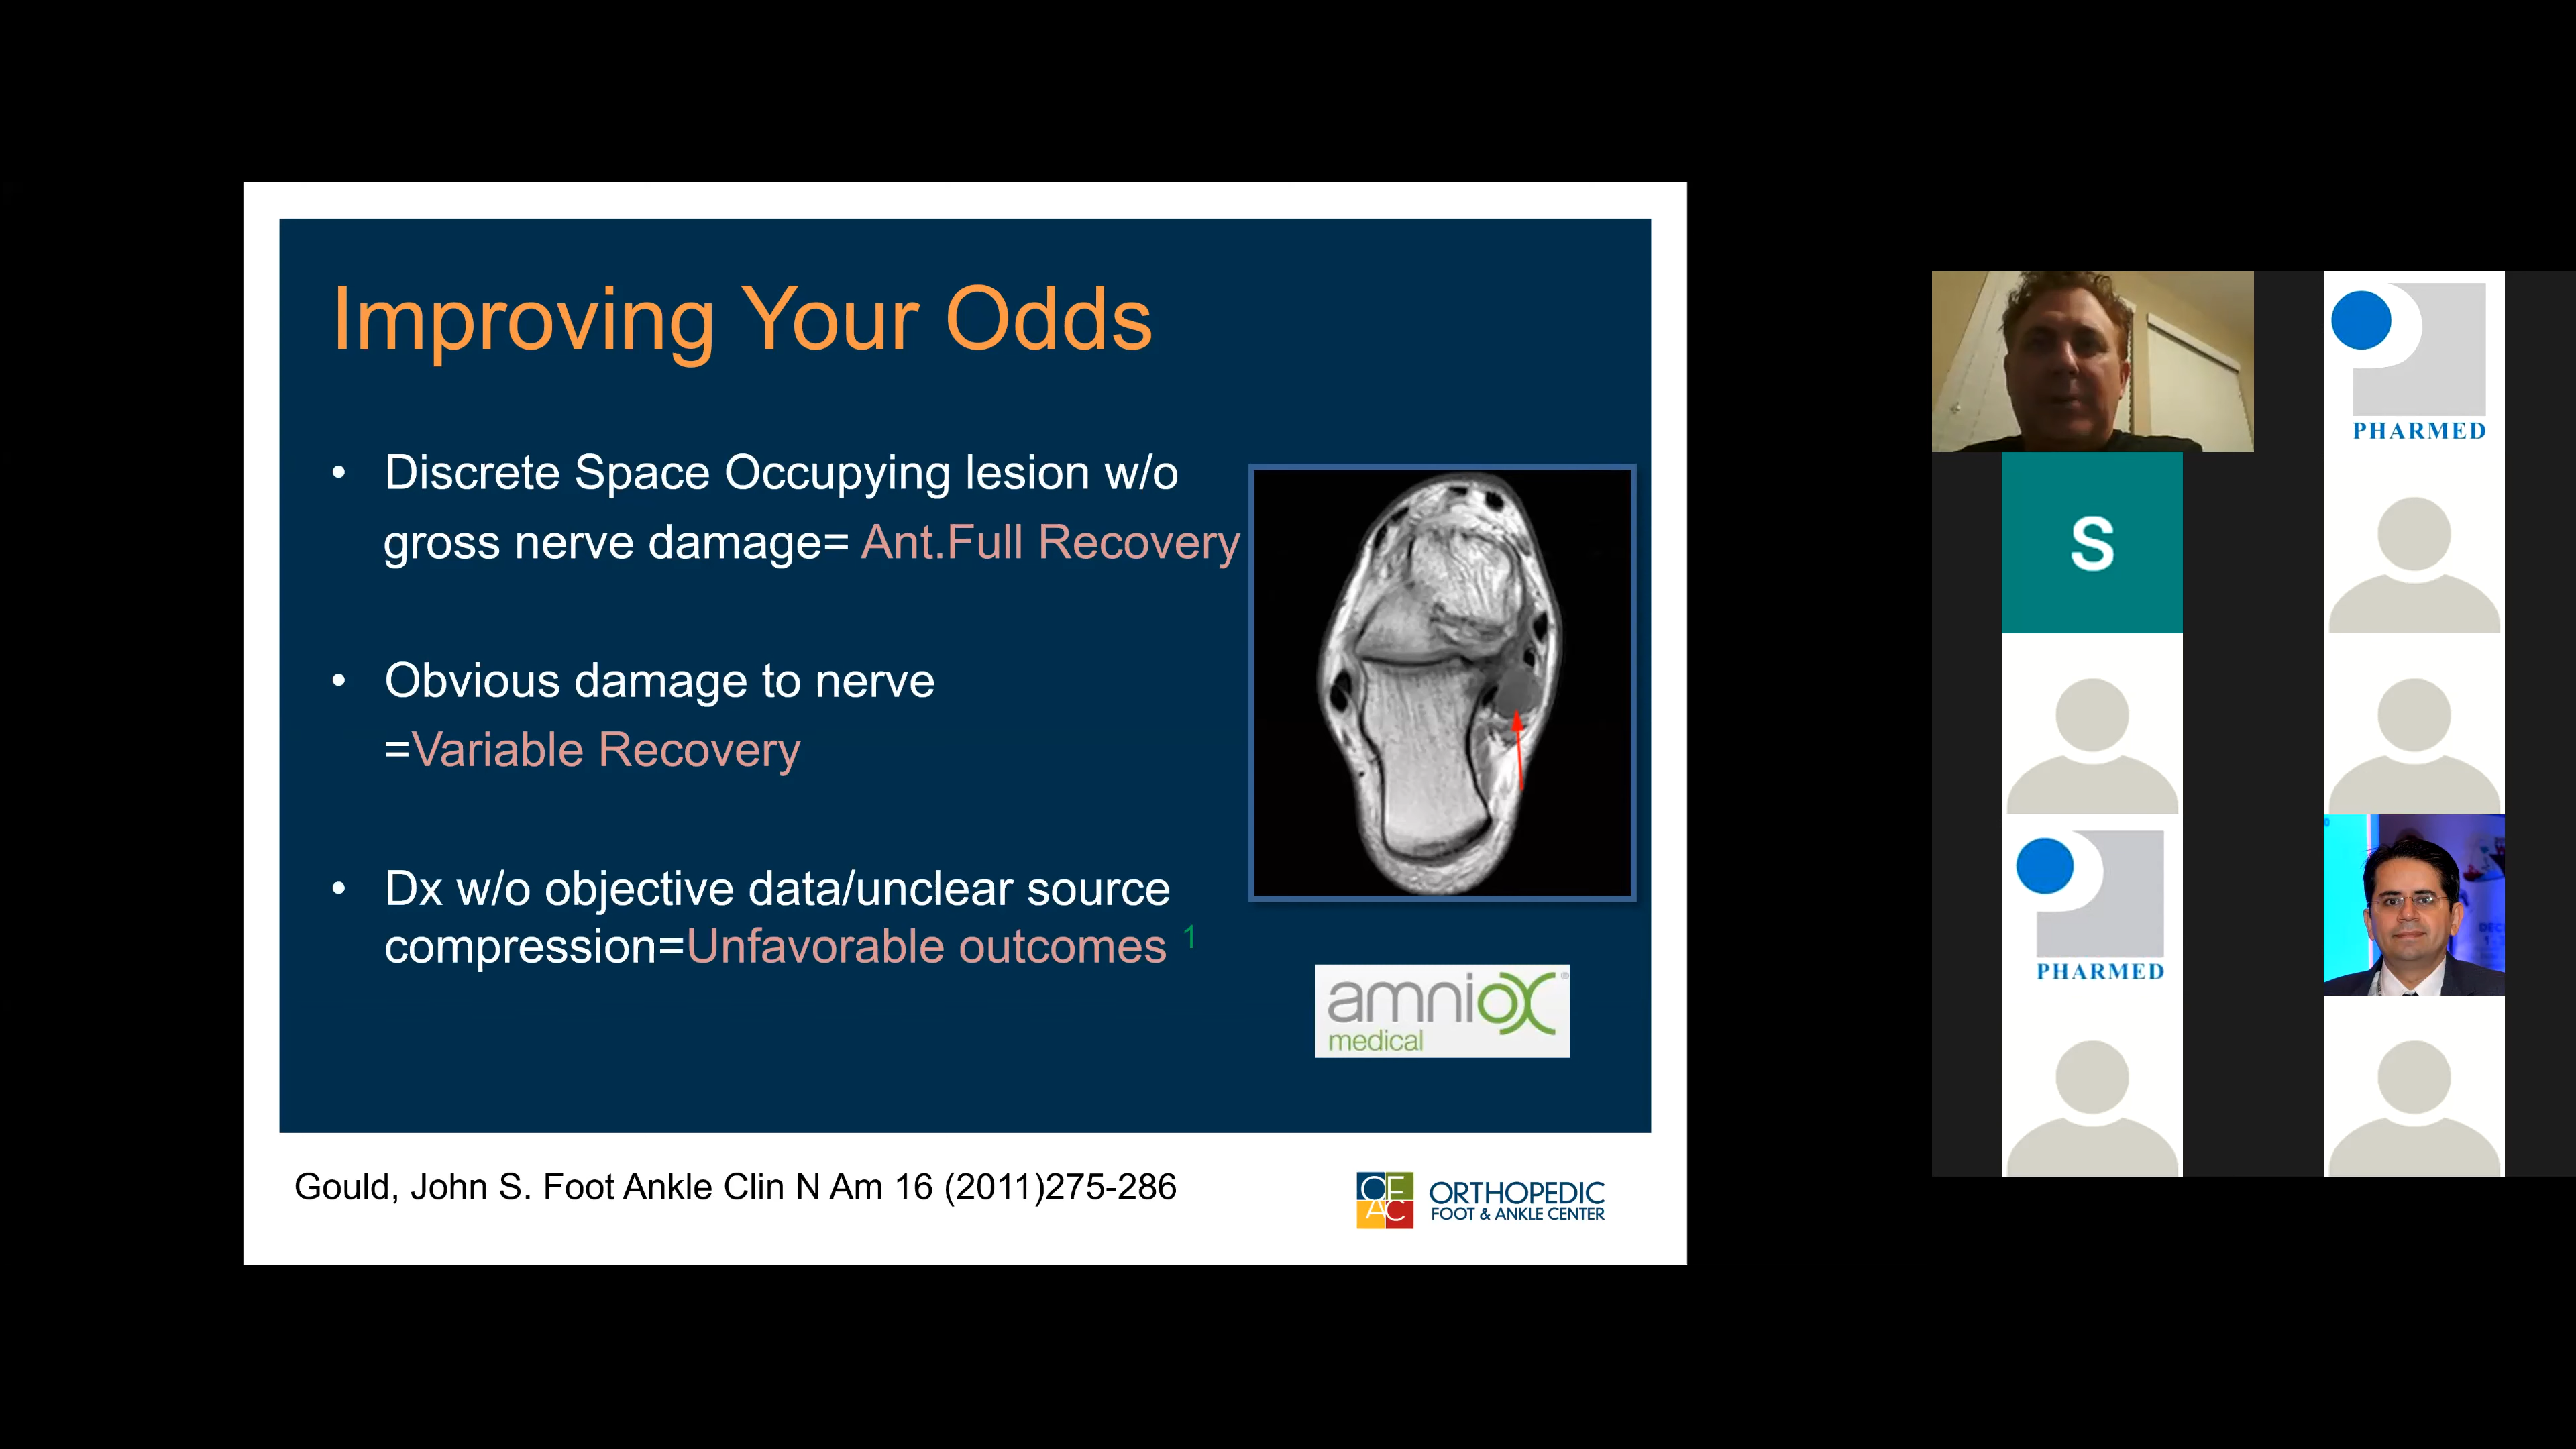 Improving Your Odds
• Discrete Space Occupying lesion w/o
gross nerve damage= Ant.Full Recovery
• Obvious damage to nerve
=Variable Recovery
• Dx w/o objective data/unclear source
compression=Unfavorable outcomes 1
amniox®
medical
Gould, John S. Foot Ankle Clin N Am 16 (2011)275-286
OFAC
ORTHOPEDIC
FOOT & ANKLE CENTER
PHARMED
S
PHARMED